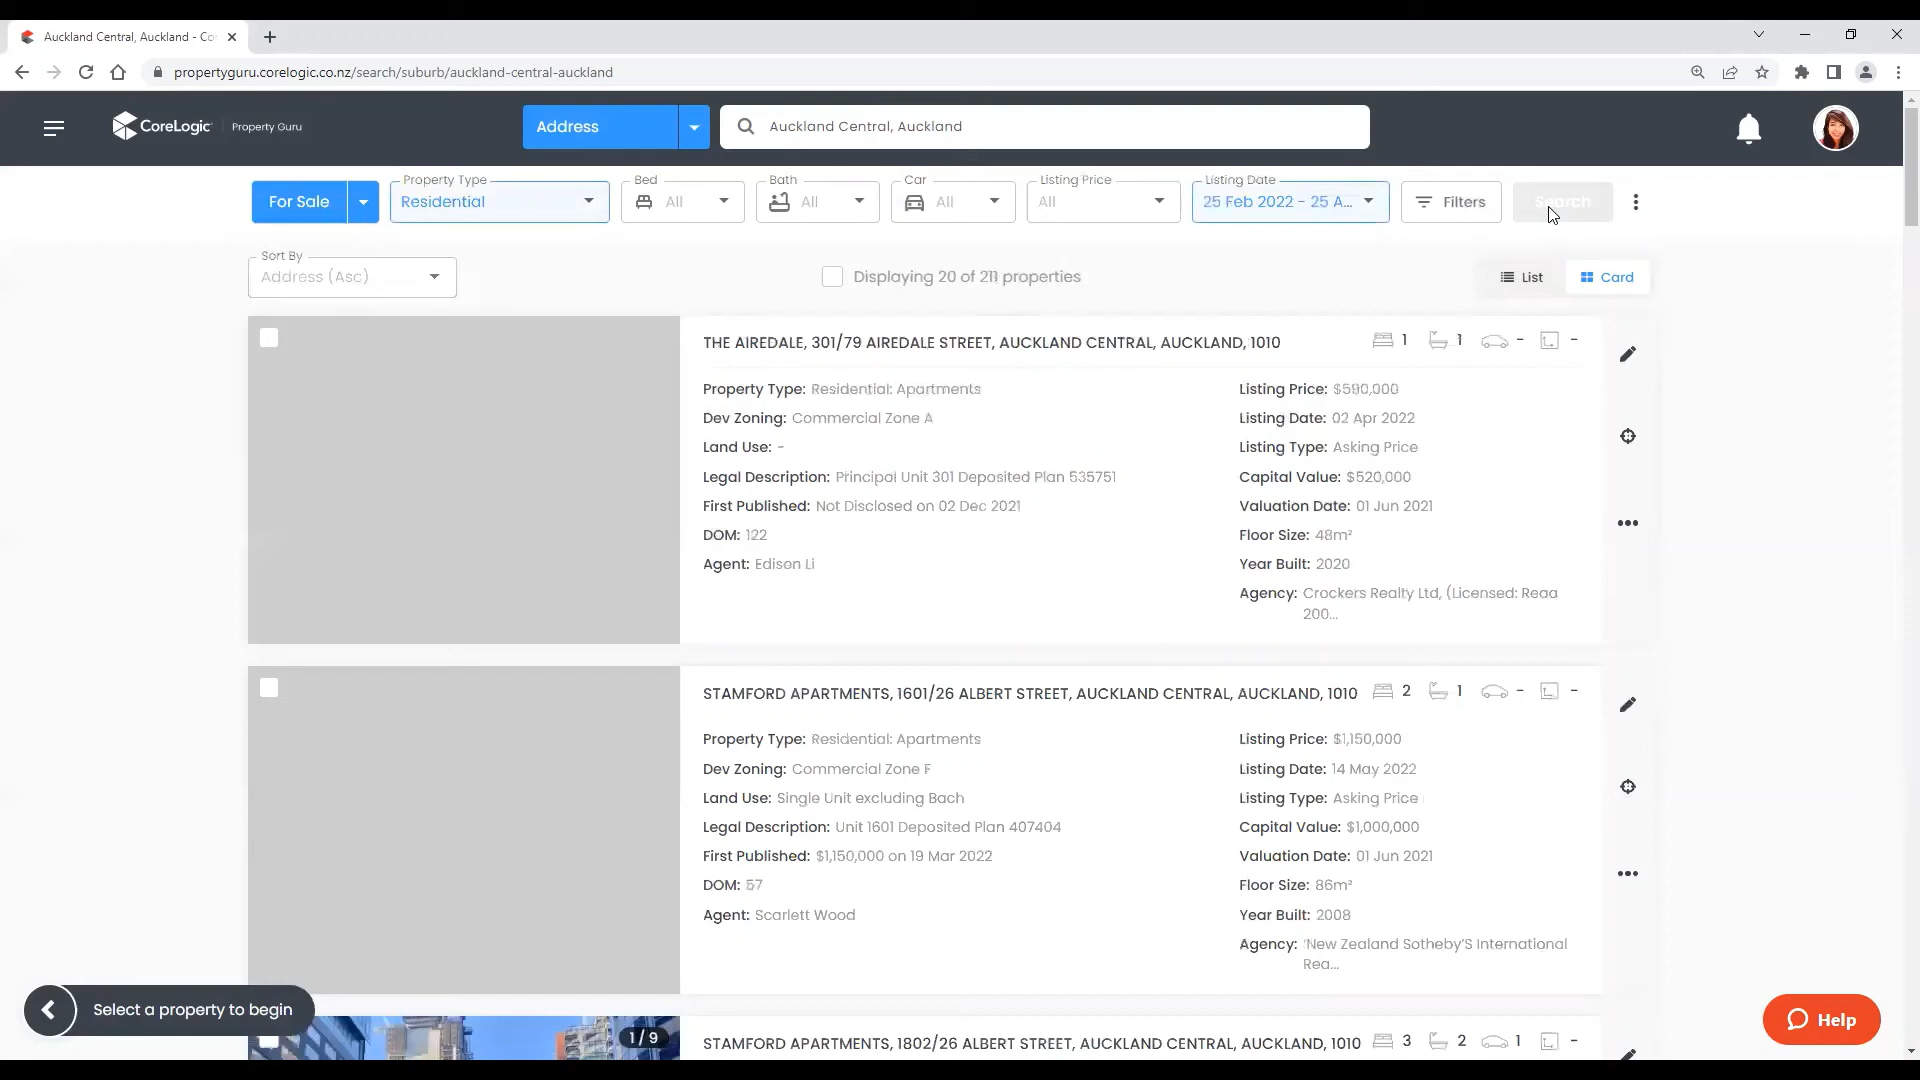 Auckland Central, Auckland - Co
propertyguru.corelogic.co.nz/search/suburb/auckland-central-auckland
CoreLogic Property Guru
Address
Auckland Central, Auckland
Property Type
Bed
Bath
Car
Listing Price
Listing Date
For Sale
Residential
All
All
All
All
25 Feb 2022 - 25 A...
Filters
Search
Sort By
Address (Asc)
Displaying 20 of 211 properties
List
Card
THE AIREDALE, 301/79 AIREDALE STREET, AUCKLAND CENTRAL, AUCKLAND, 1010 1 1 - -
Property Type: Residential: Apartments
Dev Zoning: Commercial Zone A
Land Use: -
Legal Description: Principal Unit 301 Deposited Plan 535751
First Published: Not Disclosed on 02 Dec 2021
DOM: 122
Agent: Edison Li
Listing Price: $590,000
Listing Date: 02 Apr 2022
Listing Type: Asking Price
Capital Value: $520,000
Valuation Date: 01 Jun 2021
Floor Size: 48m²
Year Built: 2020
Agency: Crockers Realty Ltd, (Licensed: Reaa
200...
STAMFORD APARTMENTS, 1601/26 ALBERT STREET, AUCKLAND CENTRAL, AUCKLAND, 1010 2 1 - -
Property Type: Residential: Apartments
Dev Zoning: Commercial Zone F
Land Use: Single Unit excluding Bach
Legal Description: Unit 1601 Deposited Plan 407404
First Published: $1,150,000 on 19 Mar 2022
DOM: 57
Agent: Scarlett Wood
Listing Price: $1,150,000
Listing Date: 14 May 2022
Listing Type: Asking Price
Capital Value: $1,000,000
Valuation Date: 01 Jun 2021
Floor Size: 86m²
Year Built: 2008
Agency: 'New Zealand Sotheby'S International
Rea...
Select a property to begin
1 / 9
STAMFORD APARTMENTS, 1802/26 ALBERT STREET, AUCKLAND CENTRAL, AUCKLAND, 1010 3 2 1 -
Help